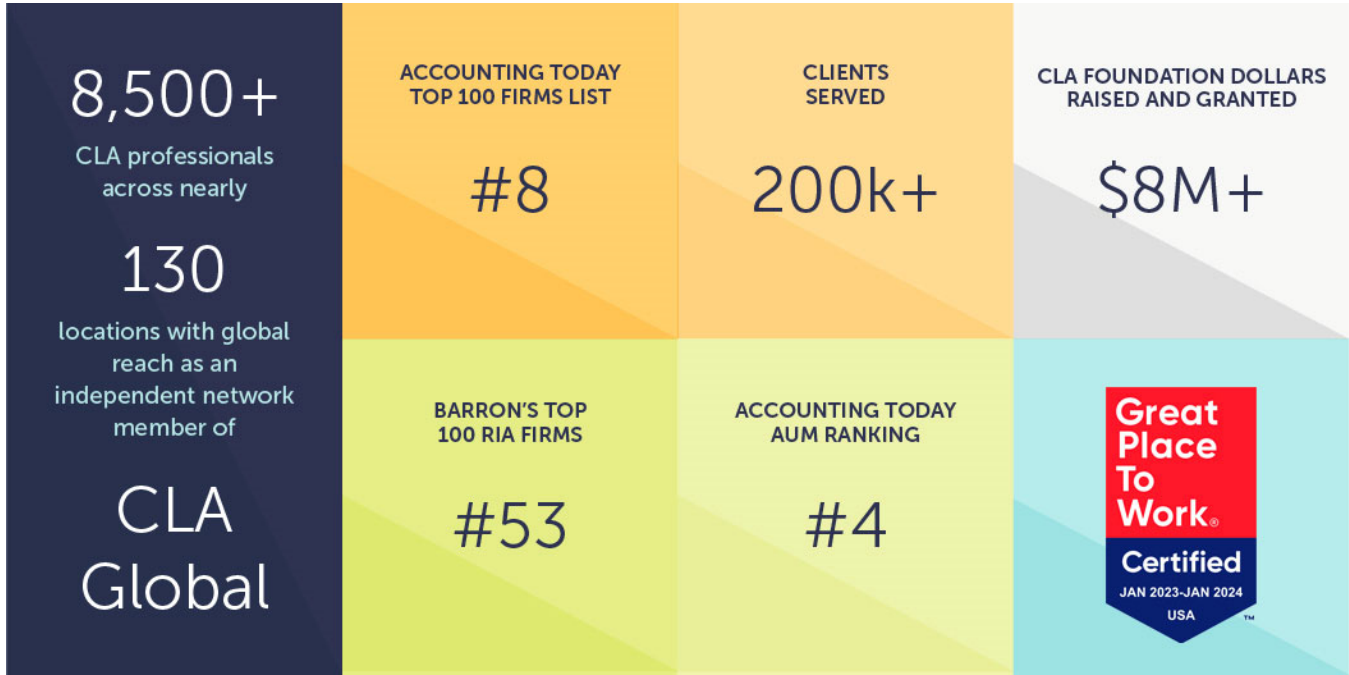 8,500+
CLA professionals
across nearly
130
locations with global
reach as an
independent network
member of
CLA
Global
ACCOUNTING TODAY
TOP 100 FIRMS LIST
#8
CLIENTS
SERVED
200k+
CLA FOUNDATION DOLLARS
RAISED AND GRANTED
$8M+
BARRON’S TOP
100 RIA FIRMS
#53
ACCOUNTING TODAY
AUM RANKING
#4
Great
Place
To
Work®
Certified
JAN 2023-JAN 2024
USA
™